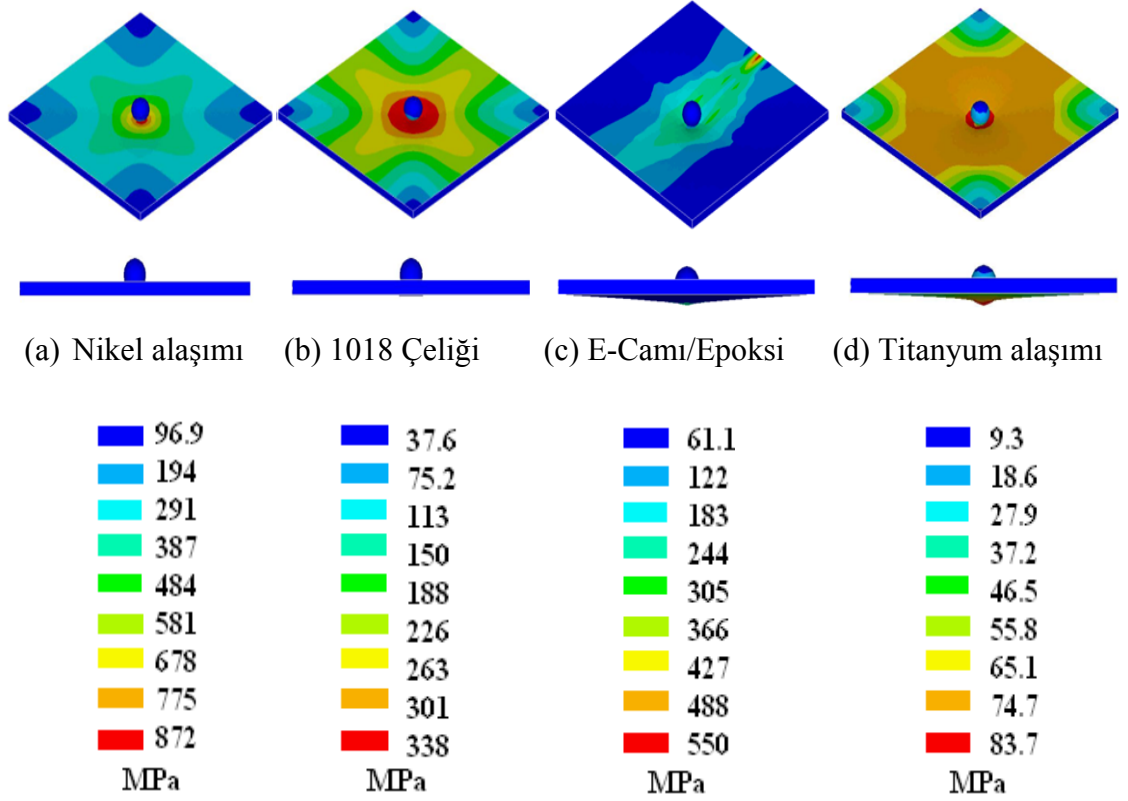 (a) Nikel alaşımı (b) 1018 Çeliği (c) E-Camı/Epoksi (d) Titanyum alaşımı
96.9 37.6 61.1 9.3
194 75.2 122 18.6
291 113 183 27.9
387 150 244 37.2
484 188 305 46.5
581 226 366 55.8
678 263 427 65.1
775 301 488 74.7
872 338 550 83.7
MPa MPa MPa MPa